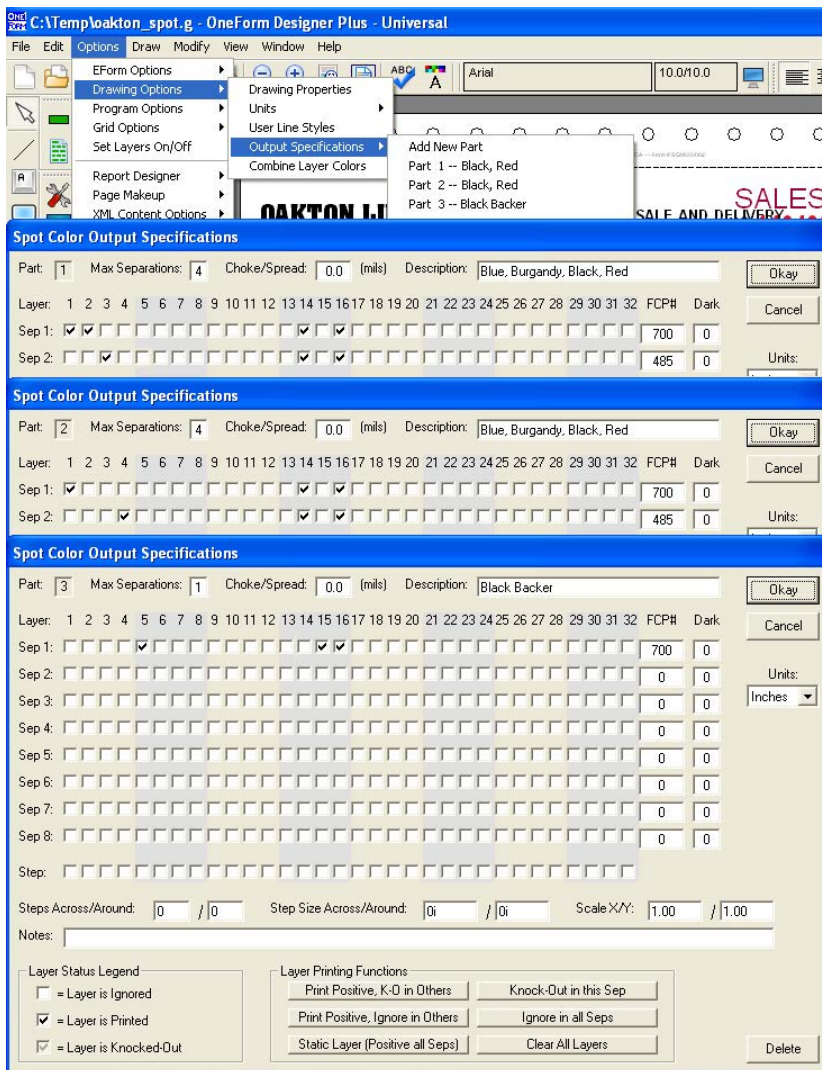 ONE FORM C:\Temp\oakton_spot.g - OneForm Designer Plus - Universal
File Edit Options Draw Modify View Window Help
EForm Options
Drawing Options
Program Options
Grid Options
Set Layers On/Off
Report Designer
Page Makeup
XML Content Options
Drawing Properties
Units
User Line Styles
Output Specifications
Combine Layer Colors
Add New Part
Part 1 -- Black, Red
Part 2 -- Black, Red
Part 3 -- Black Backer
ABC A Arial 10.0/10.0
A
OAKTON
SALES
SALE AND DELIVERY
Spot Color Output Specifications
Part: 1 Max Separations: 4 Choke/Spread: 0.0 (mils) Description: Blue, Burgandy, Black, Red Okay
Layer: 1 2 3 4 5 6 7 8 9 10 11 12 13 14 15 16 17 18 19 20 21 22 23 24 25 26 27 28 29 30 31 32 FCP# Dark Cancel
Sep 1: 700 0
Sep 2: 485 0 Units:
Spot Color Output Specifications
Part: 2 Max Separations: 4 Choke/Spread: 0.0 (mils) Description: Blue, Burgandy, Black, Red Okay
Layer: 1 2 3 4 5 6 7 8 9 10 11 12 13 14 15 16 17 18 19 20 21 22 23 24 25 26 27 28 29 30 31 32 FCP# Dark Cancel
Sep 1: 700 0
Sep 2: 485 0 Units:
Spot Color Output Specifications
Part: 3 Max Separations: 1 Choke/Spread: 0.0 (mils) Description: Black Backer Okay
Layer: 1 2 3 4 5 6 7 8 9 10 11 12 13 14 15 16 17 18 19 20 21 22 23 24 25 26 27 28 29 30 31 32 FCP# Dark Cancel
Sep 1: 700 0
Sep 2: 0 0 Units:
Sep 3: 0 0 Inches
Sep 4: 0 0
Sep 5: 0 0
Sep 6: 0 0
Sep 7: 0 0
Sep 8: 0 0
Step:
Steps Across/Around: 0 / 0 Step Size Across/Around: 0i / 0i Scale X/Y: 1.00 / 1.00
Notes:
Layer Status Legend
= Layer is Ignored
= Layer is Printed
= Layer is Knocked-Out
Layer Printing Functions
Print Positive, K-O in Others Knock-Out in this Sep
Print Positive, Ignore in Others Ignore in all Seps
Static Layer (Positive all Seps) Clear All Layers
Delete